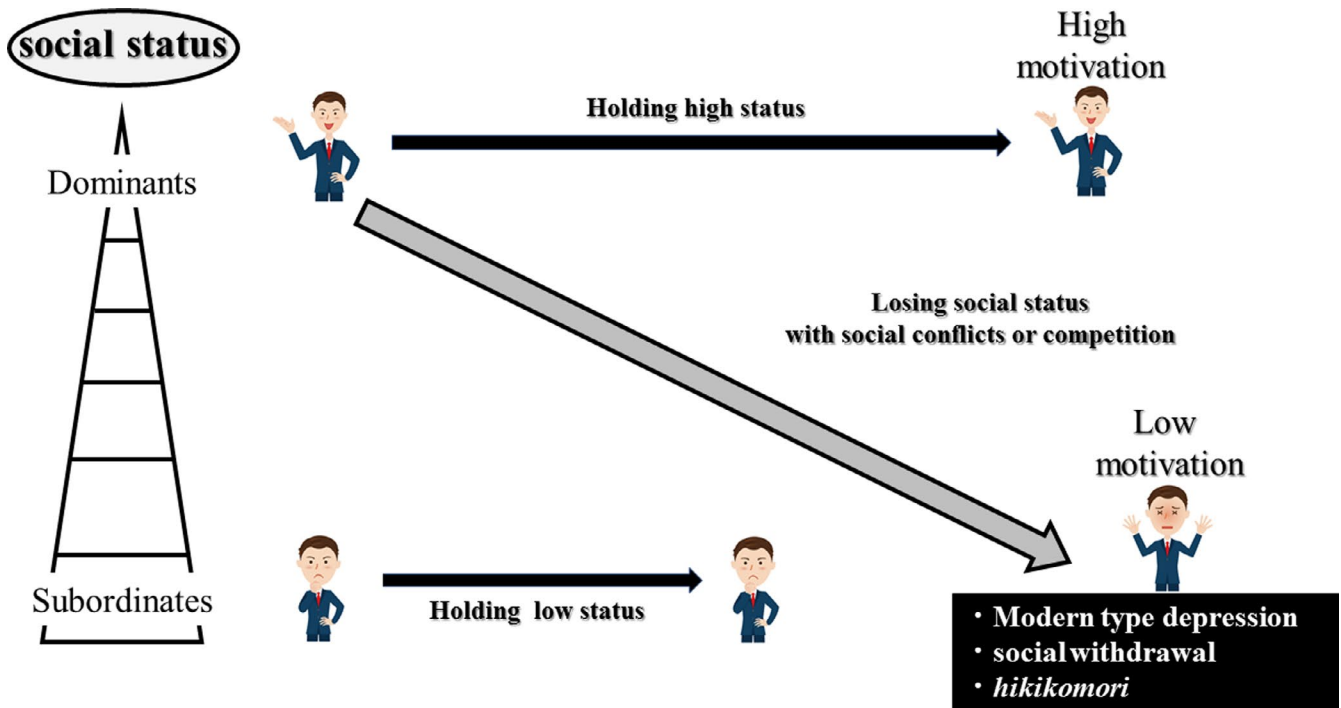 social status
High
motivation
Holding high status
Dominants
Losing social status
with social conflicts or competition
Low
motivation
Subordinates
Holding low status
・ Modern type depression
・ social withdrawal
・ hikikomori